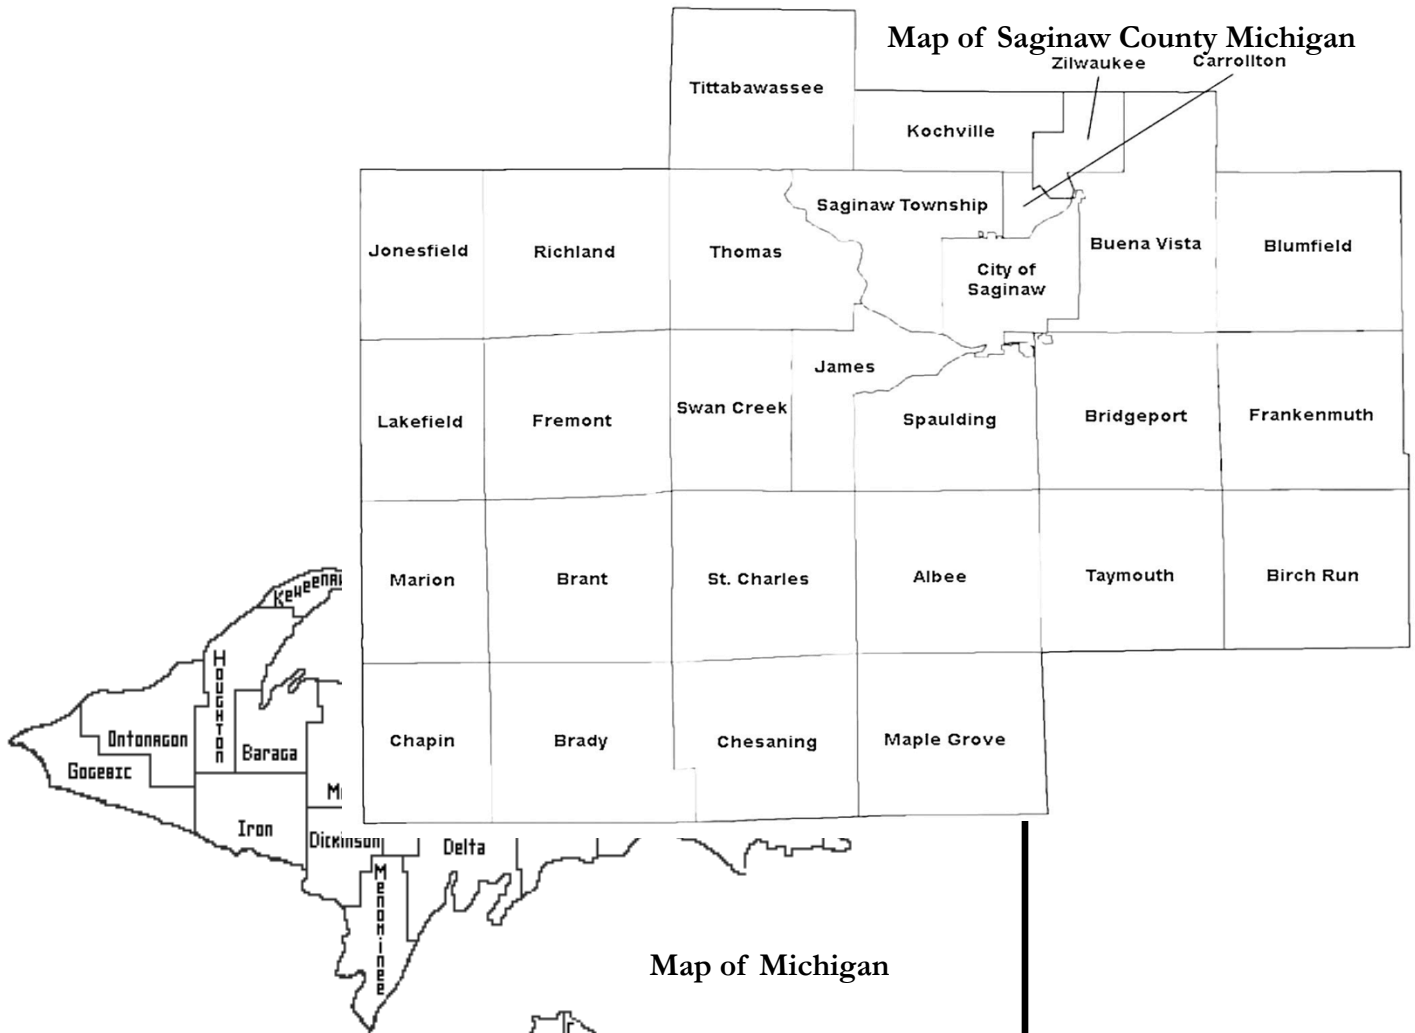 Map of Saginaw County Michigan
Zilwaukee
Carrollton
Tittabawassee
Kochville
Saginaw Township
Jonesfield
Richland
Thomas
Buena Vista
Blumfield
City of
Saginaw
James
Lakefield
Fremont
Swan Creek
Spaulding
Bridgeport
Frankenmuth
Marion
Brant
St. Charles
Albee
Taymouth
Birch Run
Houghton
Ontonagon
Baraga
Gogebic
Chapin
Brady
Chesaning
Maple Grove
Iron
Dickinson
Delta
Menominee
Map of Michigan